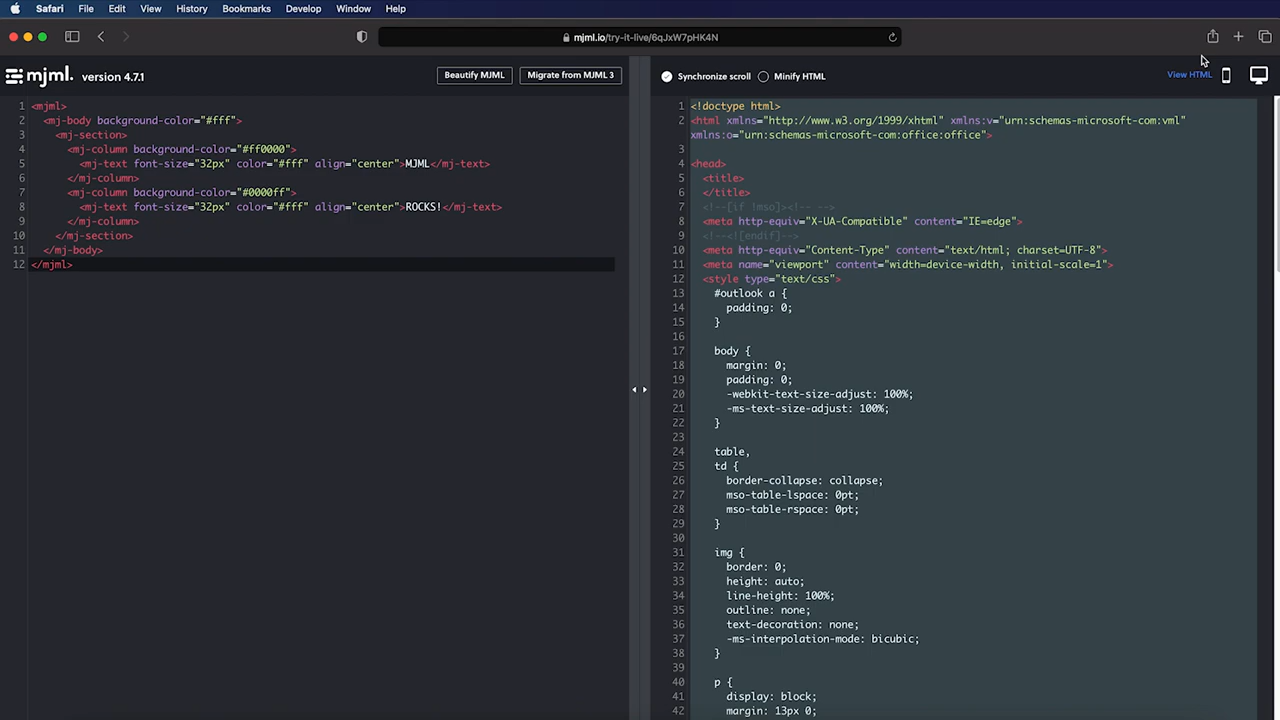 Safari File Edit View History Bookmarks Develop Window Help
mjml.io/try-it-live/6qJxW7pHK4N
mjml. version 4.7.1
Beautify MJML
Migrate from MJML 3
Synchronize scroll
Minify HTML
View HTML
1 <mjml>
2 <mj-body background-color="#fff">
3 <mj-section>
4 <mj-column background-color="#ff0000">
5 <mj-text font-size="32px" color="#fff" align="center">MJML</mj-text>
6 </mj-column>
7 <mj-column background-color="#0000ff">
8 <mj-text font-size="32px" color="#fff" align="center">ROCKS!</mj-text>
9 </mj-column>
10 </mj-section>
11 </mj-body>
12 </mjml>
1 <!doctype html>
2 <html xmlns="http://www.w3.org/1999/xhtml" xmlns:v="urn:schemas-microsoft-com:vml"
xmlns:o="urn:schemas-microsoft-com:office:office">
3
4 <head>
5 <title>
6 </title>
7 <!--[if !mso]><!-- -->
8 <meta http-equiv="X-UA-Compatible" content="IE=edge">
9 <!--<![endif]-->
10 <meta http-equiv="Content-Type" content="text/html; charset=UTF-8">
11 <meta name="viewport" content="width=device-width, initial-scale=1">
12 <style type="text/css">
13 #outlook a {
14 padding: 0;
15 }
16
17 body {
18 margin: 0;
19 padding: 0;
20 -webkit-text-size-adjust: 100%;
21 -ms-text-size-adjust: 100%;
22 }
23
24 table,
25 td {
26 border-collapse: collapse;
27 mso-table-lspace: 0pt;
28 mso-table-rspace: 0pt;
29 }
30
31 img {
32 border: 0;
33 height: auto;
34 line-height: 100%;
35 outline: none;
36 text-decoration: none;
37 -ms-interpolation-mode: bicubic;
38 }
39
40 p {
41 display: block;
42 margin: 13px 0;